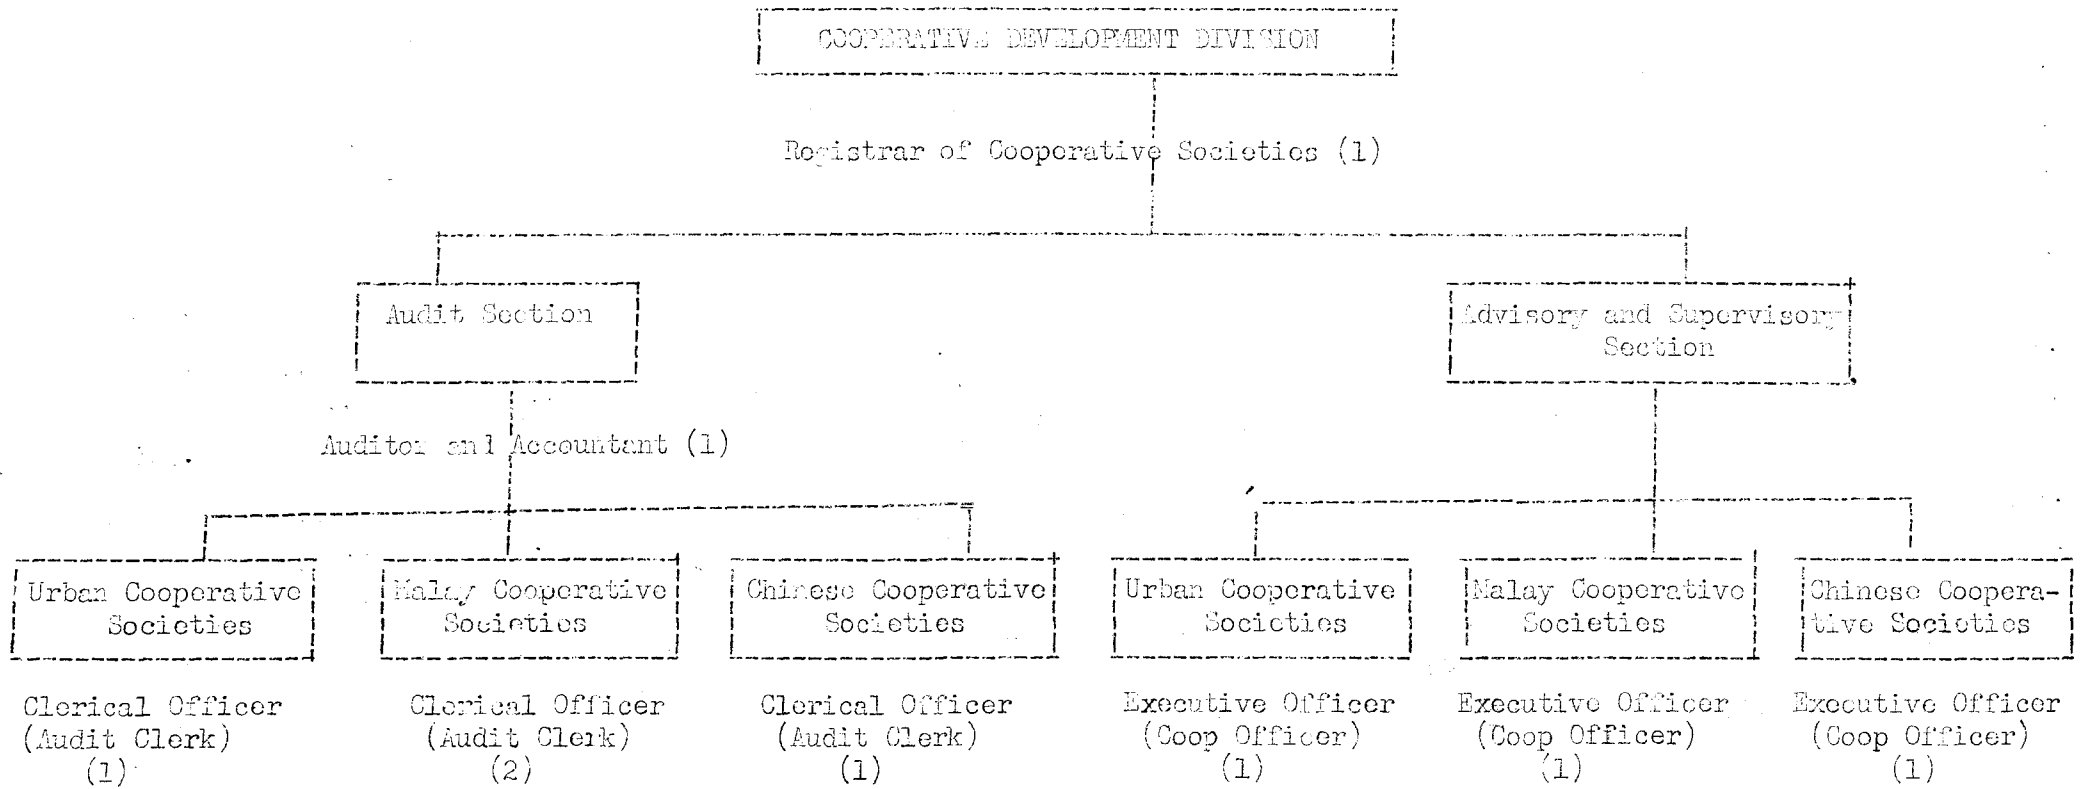 COOPERATIVE DEVELOPMENT DIVISION
Registrar of Cooperative Societies (1)
Audit Section
Advisory and Supervisory
Section
Auditor and Accountant (1)
Urban Cooperative
Societies
Malay Cooperative
Societies
Chinese Cooperative
Societies
Urban Cooperative
Societies
Malay Cooperative
Societies
Chinese Coopera-
tive Societies
Clerical Officer
(Audit Clerk)
(1)
Clerical Officer
(Audit Clerk)
(2)
Clerical Officer
(Audit Clerk)
(1)
Executive Officer
(Coop Officer)
(1)
Executive Officer
(Coop Officer)
(1)
Executive Officer
(Coop Officer)
(1)